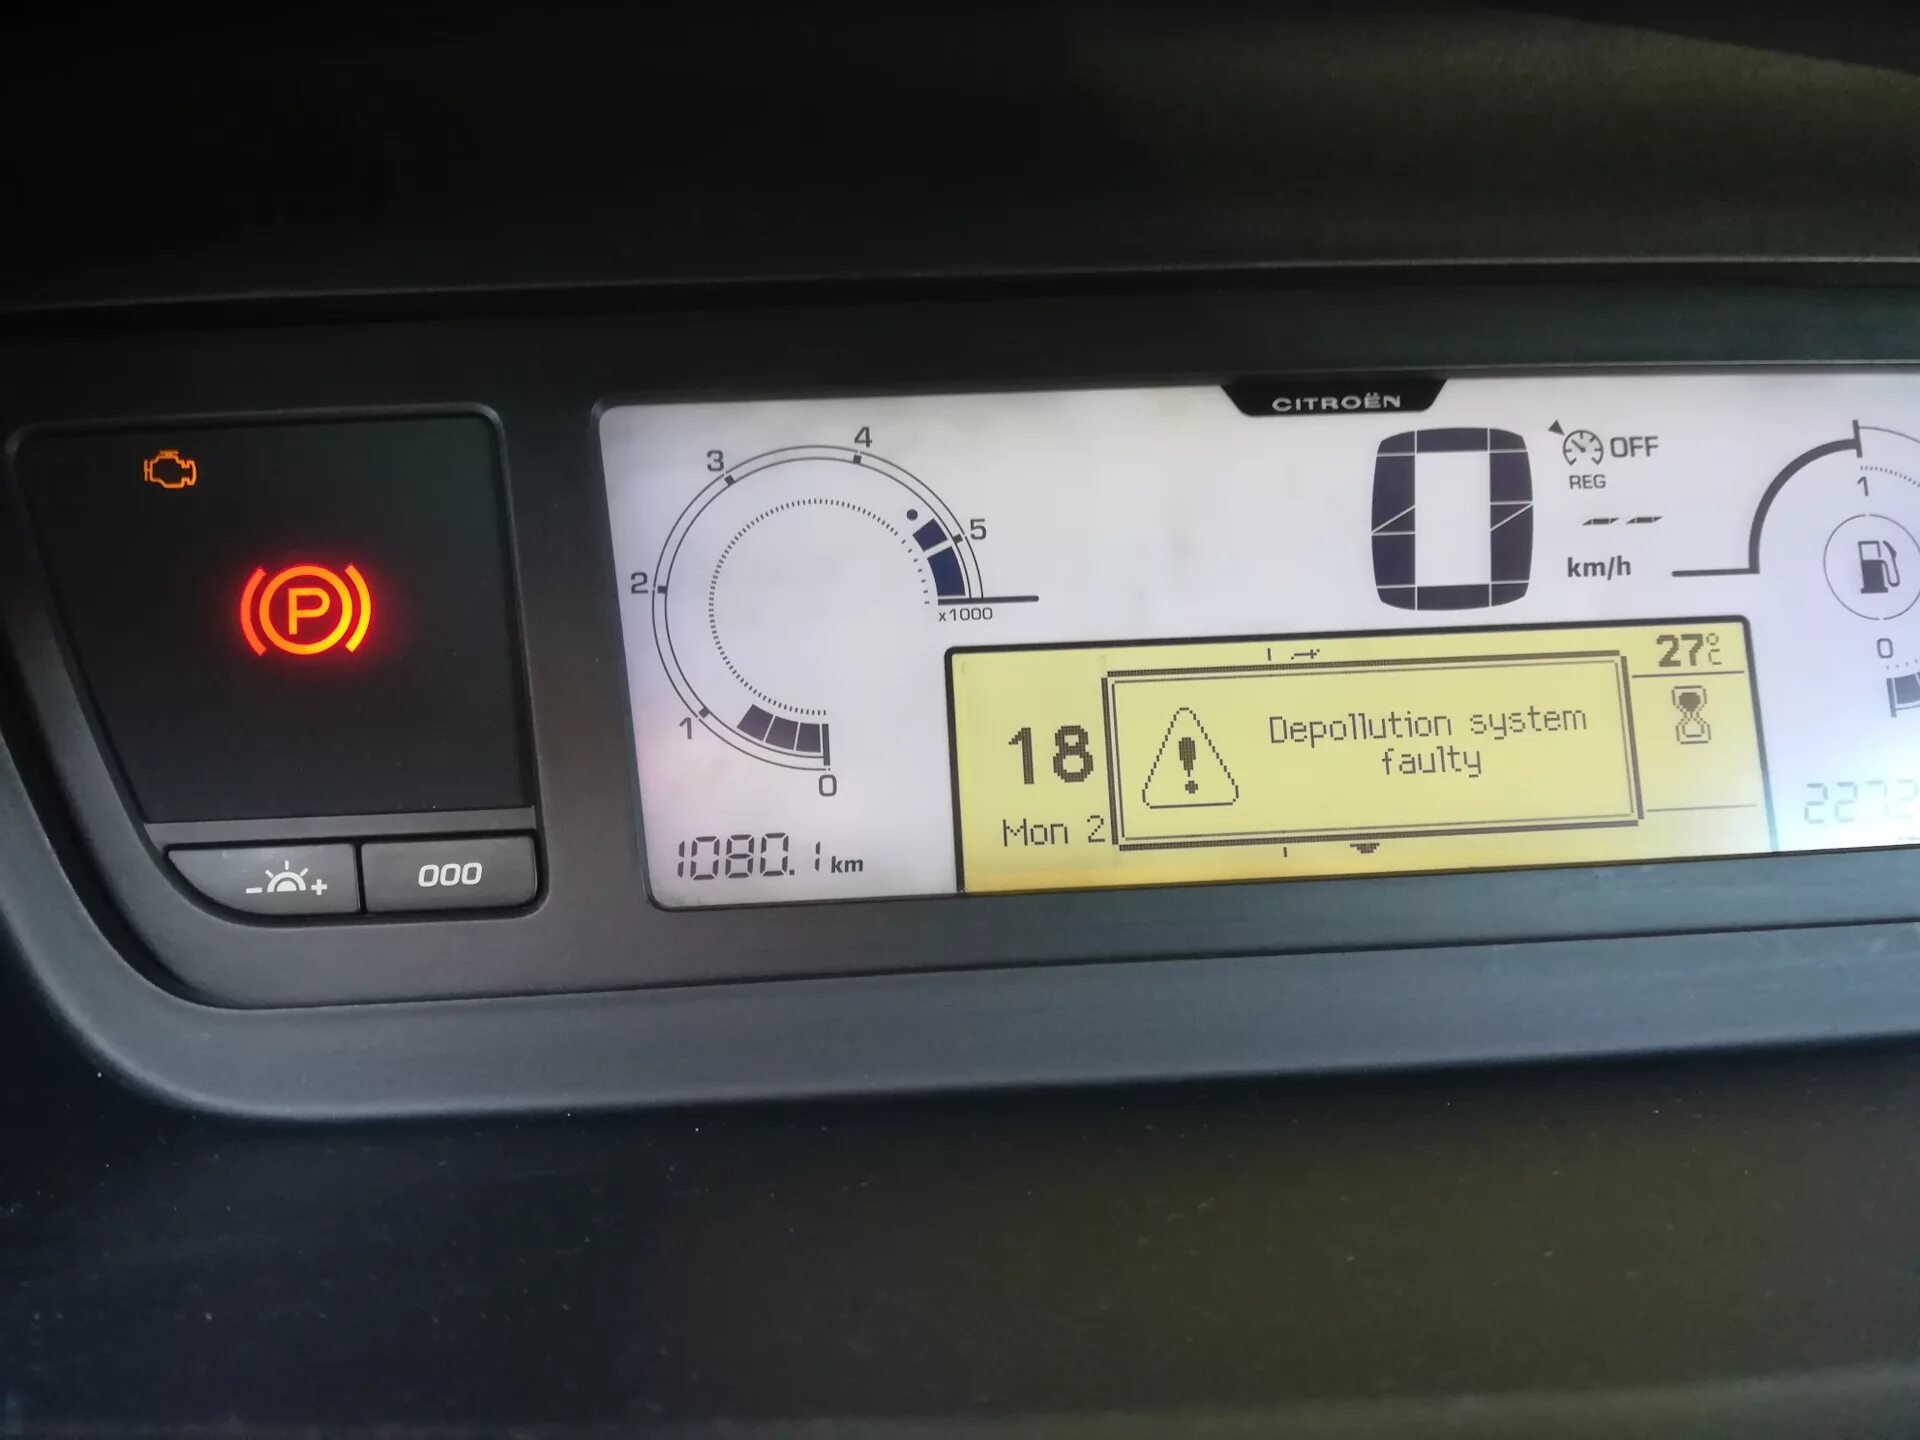 CITROËN
4
3
5
2
x1000
1
0
1080.1 km
0
OFF
REG
--
km/h
1
0
27°C
18
Depollution system
faulty
Mon 2
P
- +
000